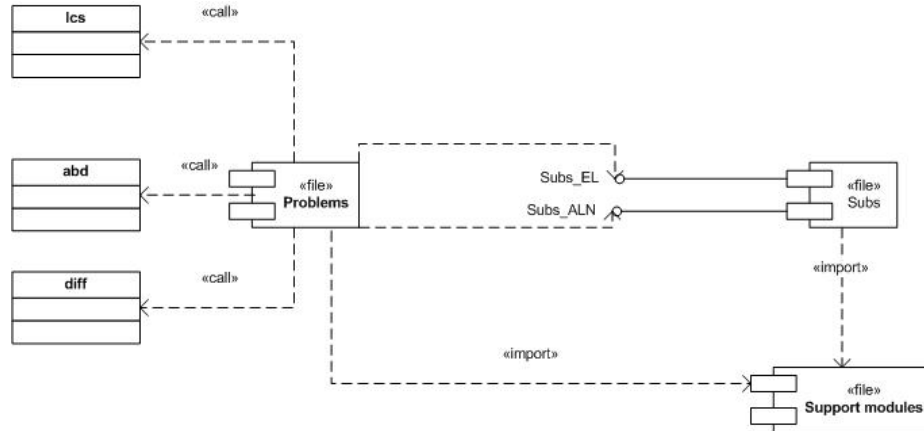 lcs
«call»
abd
«call»
«file»
Problems
Subs_EL
Subs_ALN
«file»
Subs
diff
«call»
«import»
«import»
«file»
Support modules